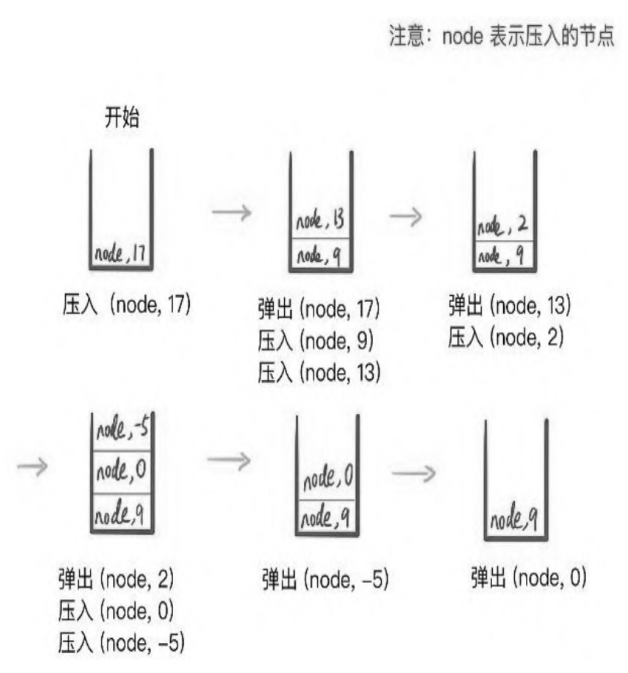 注意：node 表示压入的节点
开始
node,17
node,13
node,9
node,2
node,9
压入（node, 17）
弹出 (node, 17)
压入 (node, 9)
压入 (node, 13)
弹出 (node, 13)
压入 (node, 2)
node,-5
node,0
node,9
node,0
node,9
node,9
弹出 (node, 2)
压入 (node, 0)
压入 (node, -5)
弹出 (node, -5)
弹出 (node, 0)